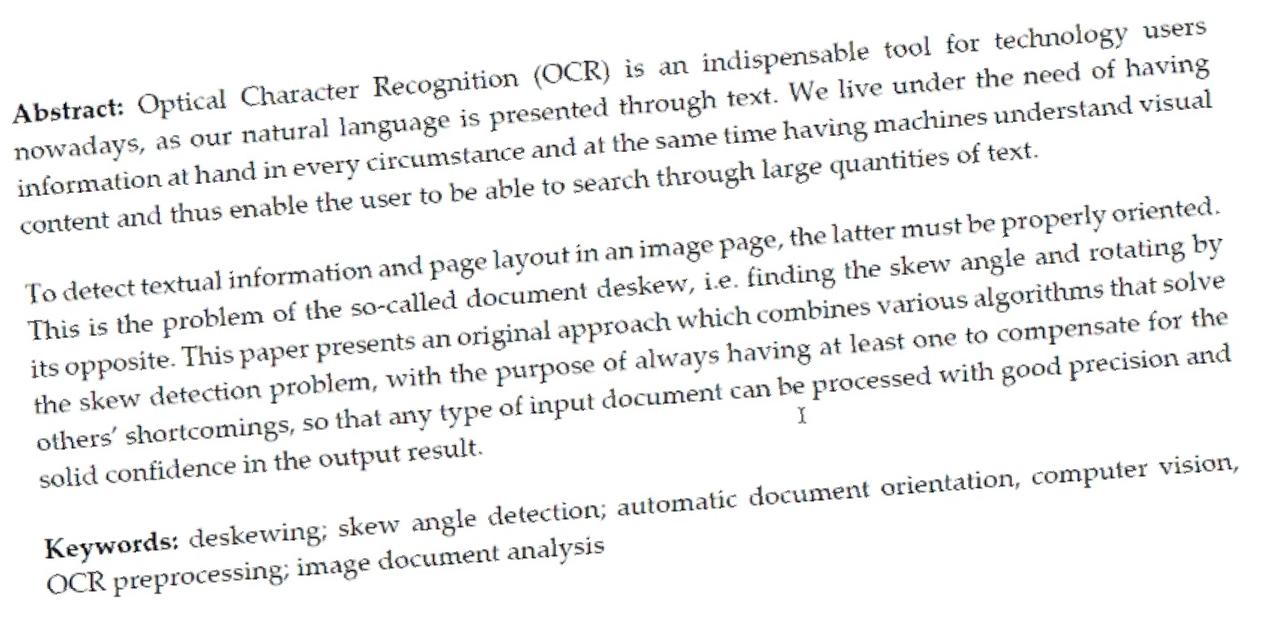 Abstract: Optical Character Recognition (OCR) is an indispensable tool for technology users
nowadays, as our natural language is presented through text. We live under the need of having
information at hand in every circumstance and at the same time having machines understand visual
content and thus enable the user to be able to search through large quantities of text.
To detect textual information and page layout in an image page, the latter must be properly oriented.
This is the problem of the so-called document deskew, i.e. finding the skew angle and rotating by
its opposite. This paper presents an original approach which combines various algorithms that solve
the skew detection problem, with the purpose of always having at least one to compensate for the
others' shortcomings, so that any type of input document can be processed with good precision and
solid confidence in the output result.
Keywords: deskewing; skew angle detection; automatic document orientation, computer vision,
OCR preprocessing; image document analysis